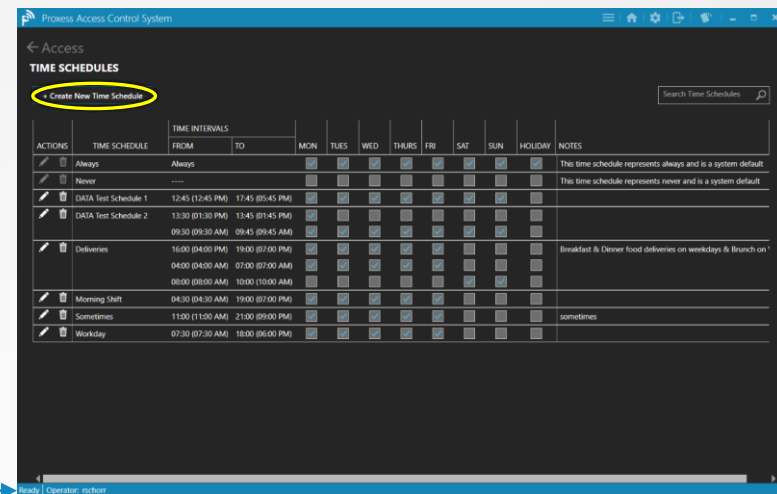 Proxess Access Control System
Access
TIME SCHEDULES
+ Create New Time Schedule
Search Time Schedules
TIME INTERVALS
ACTIONS TIME SCHEDULE FROM TO MON TUES WED THURS FRI SAT SUN HOLIDAY NOTES
Always Always This time schedule represents always and is a system default
Never ---- This time schedule represents never and is a system default
DATA Test Schedule 1 12:45 (12:45 PM) 17:45 (05:45 PM)
DATA Test Schedule 2 13:30 (01:30 PM) 13:45 (01:45 PM)
09:30 (09:30 AM) 09:45 (09:45 AM)
Deliveries 16:00 (04:00 PM) 19:00 (07:00 PM) Breakfast & Dinner food deliveries on weekdays & Brunch on
04:00 (04:00 AM) 07:00 (07:00 AM)
08:00 (08:00 AM) 10:00 (10:00 AM)
Morning Shift 04:30 (04:30 AM) 19:00 (07:00 PM)
Sometimes 11:00 (11:00 AM) 21:00 (09:00 PM) sometimes
Workday 07:30 (07:30 AM) 18:00 (06:00 PM)
Ready Operator: rschorr